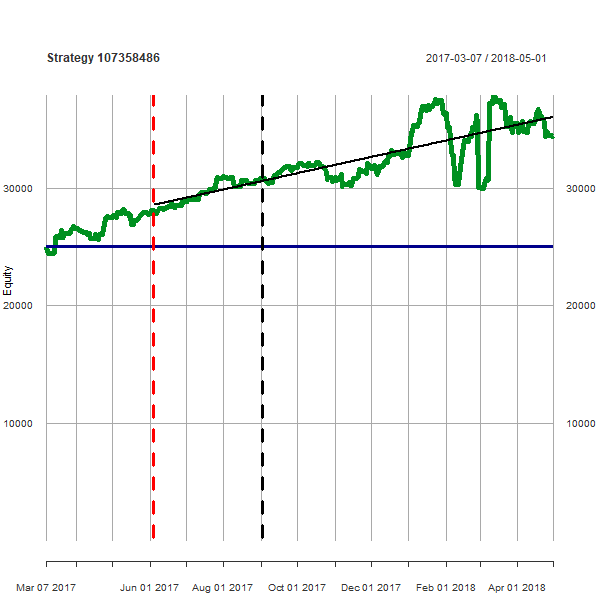 Strategy 107358486 2017-03-07 / 2018-05-01
30000 30000
Equity
20000 20000
10000 10000
Mar 07 2017 Jun 01 2017 Aug 01 2017 Oct 01 2017 Dec 01 2017 Feb 01 2018 Apr 01 2018